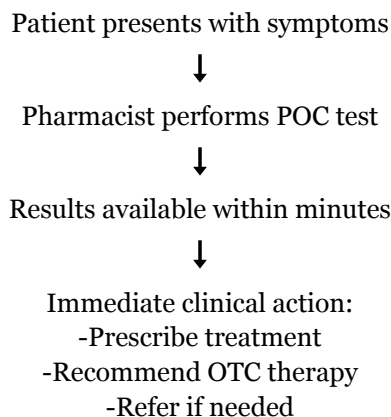 Patient presents with symptoms
↓
Pharmacist performs POC test
↓
Results available within minutes
↓
Immediate clinical action:
-Prescribe treatment
-Recommend OTC therapy
-Refer if needed